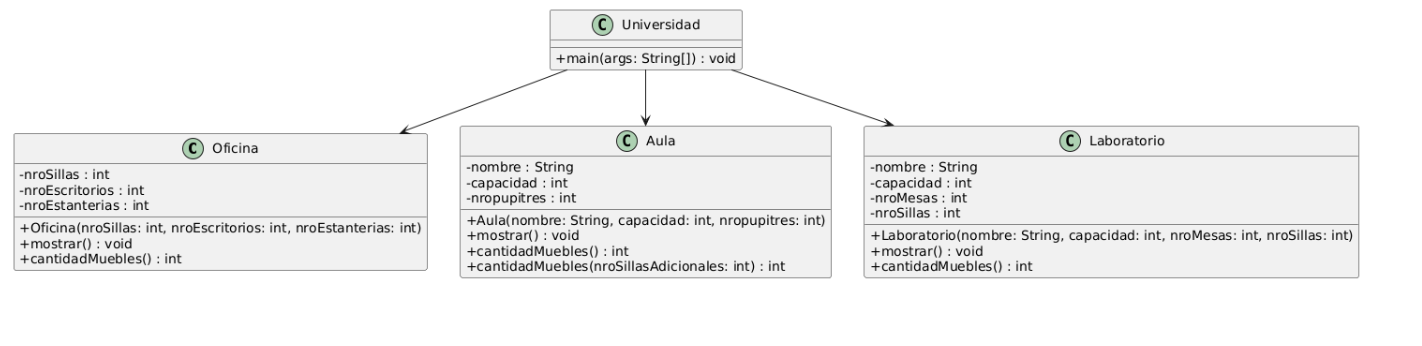 C Universidad
+main(args: String[]) : void
C Oficina
-nroSillas : int
-nroEscritorios : int
-nroEstanterias : int
+Oficina(nroSillas: int, nroEscritorios: int, nroEstanterias: int)
+mostrar() : void
+cantidadMuebles() : int
C Aula
-nombre : String
-capacidad : int
-nropupitres : int
+Aula(nombre: String, capacidad: int, nropupitres: int)
+mostrar() : void
+cantidadMuebles() : int
+cantidadMuebles(nroSillasAdicionales: int) : int
C Laboratorio
-nombre : String
-capacidad : int
-nroMesas : int
-nroSillas : int
+Laboratorio(nombre: String, capacidad: int, nroMesas: int, nroSillas: int)
+mostrar() : void
+cantidadMuebles() : int